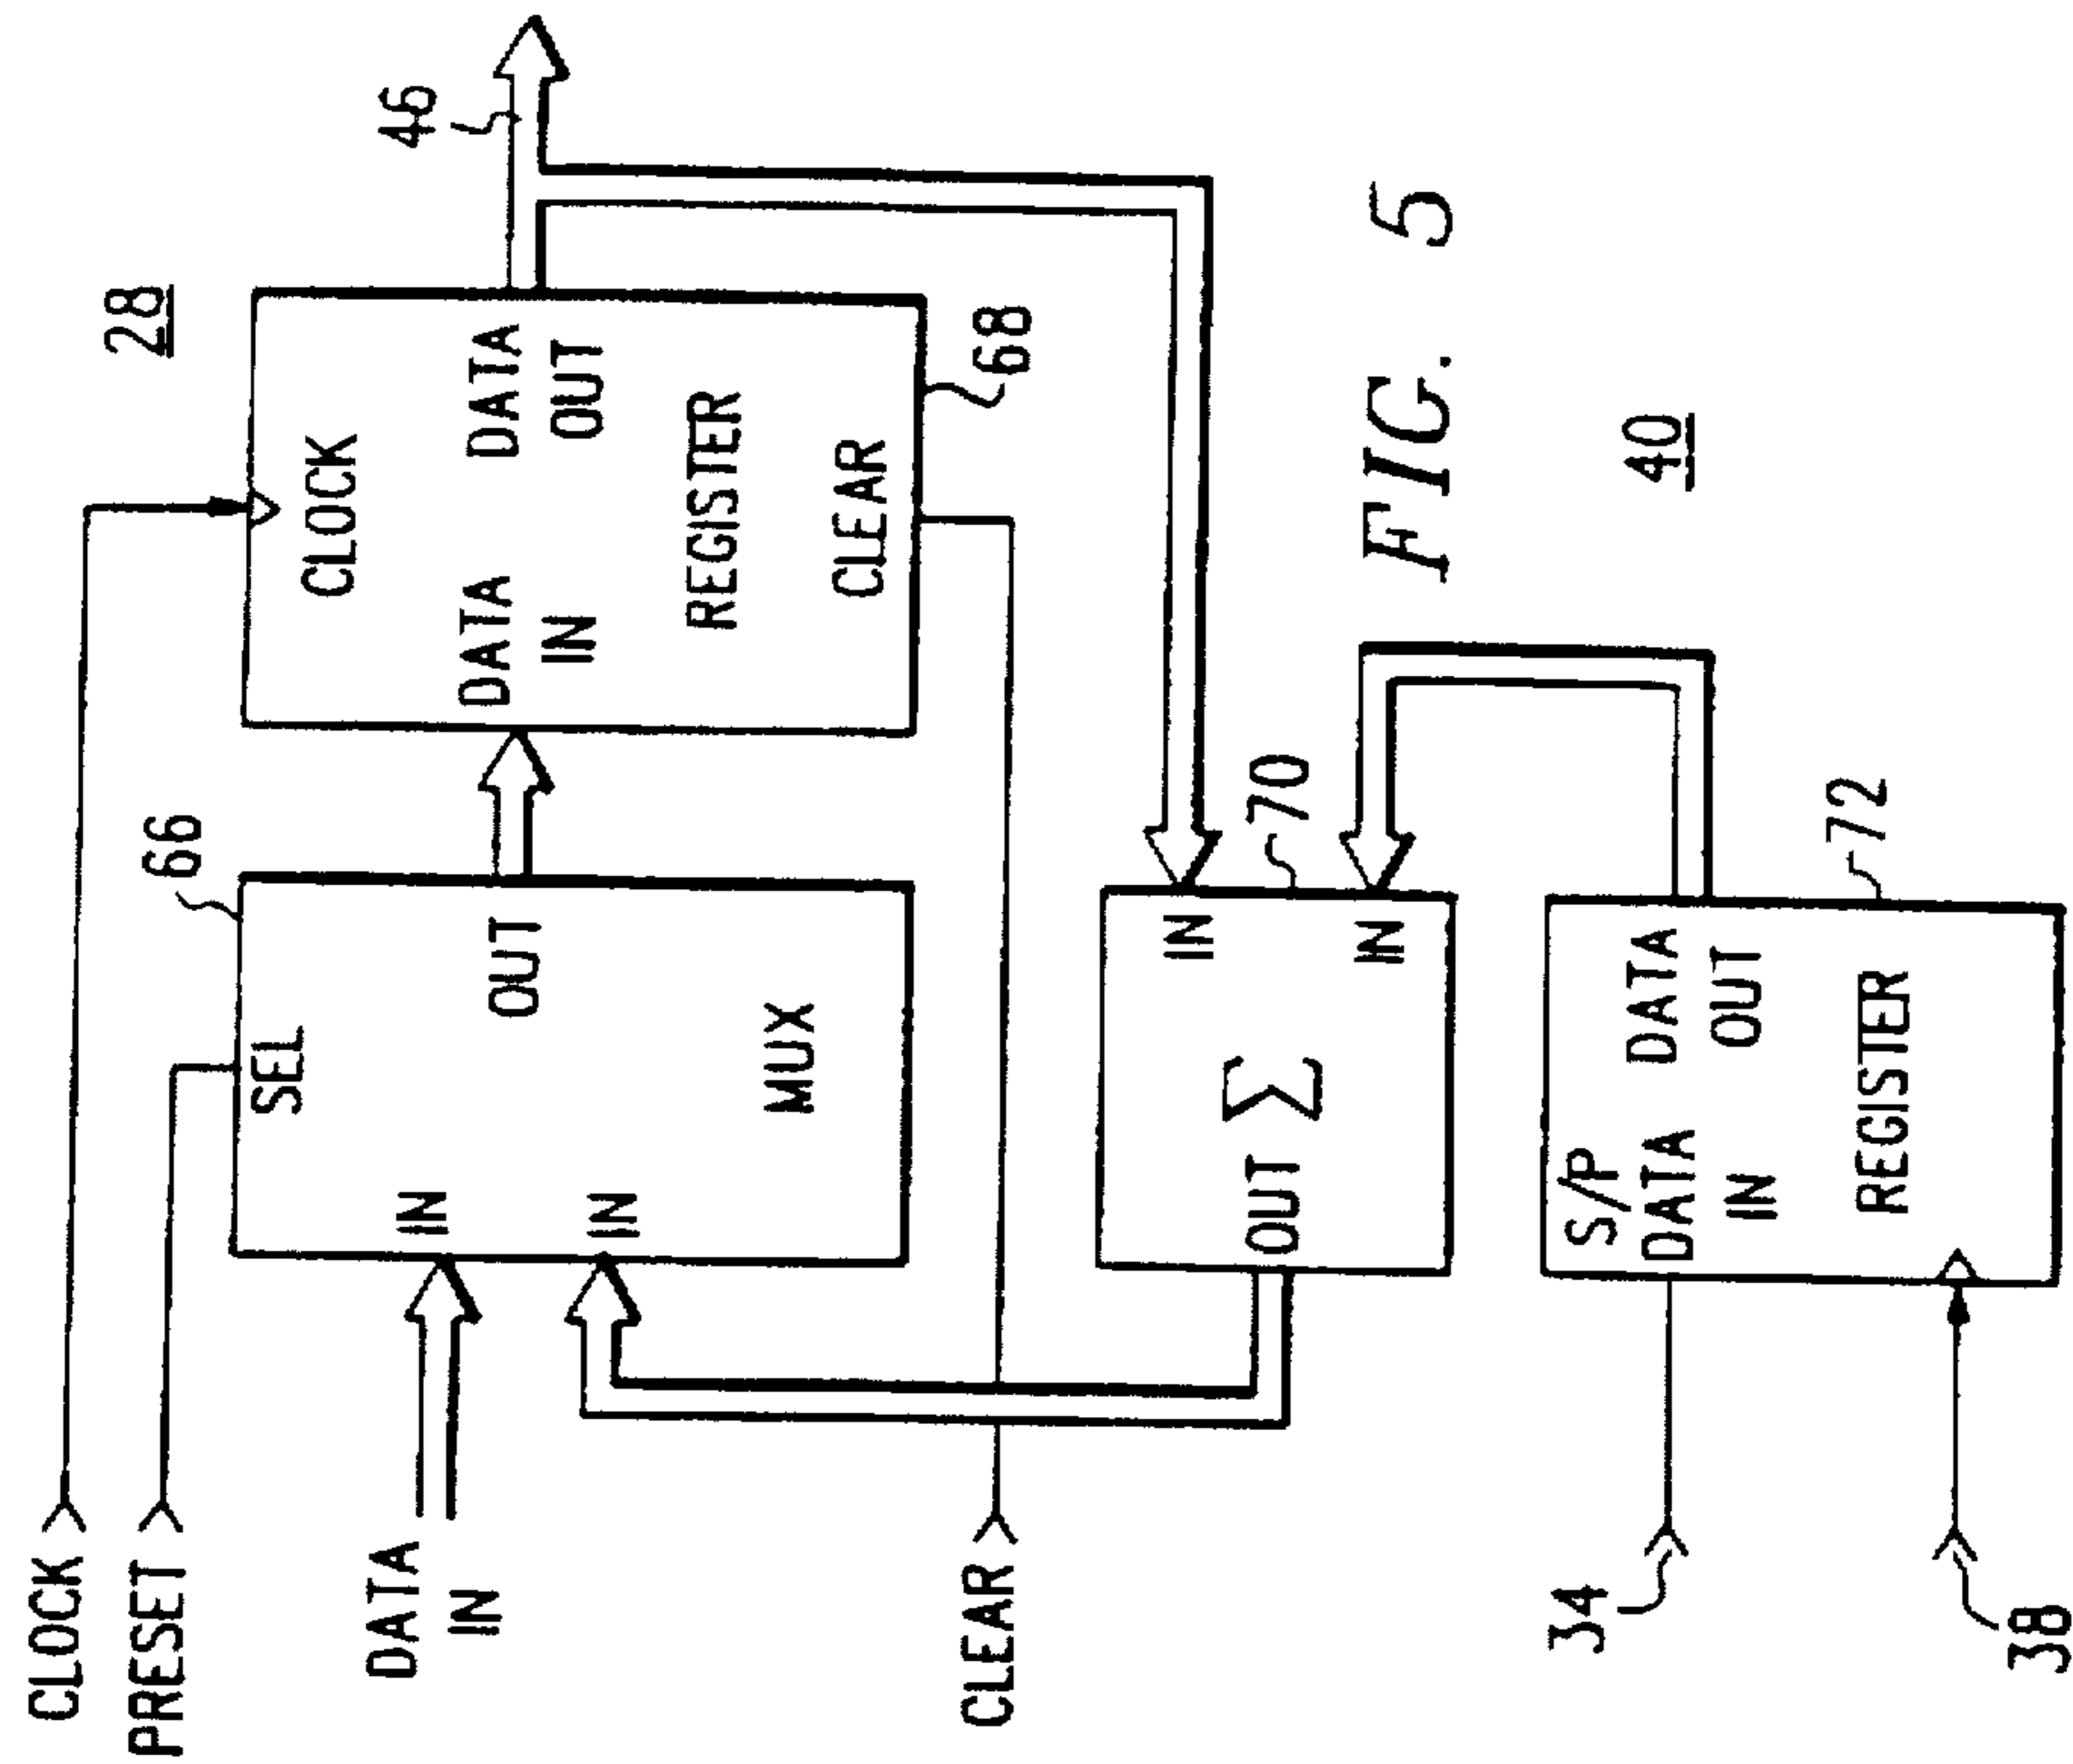 28
CLOCK
PRESET
66
SEL
CLOCK
46
DATA
IN
IN
OUT
DATA
IN
DATA
OUT
IN
MUX
REGISTER
CLEAR
68
CLEAR
OUT
Σ
IN
IN
70
FIG. 5
34
S/P
DATA
IN
DATA
OUT
72
40
REGISTER
38